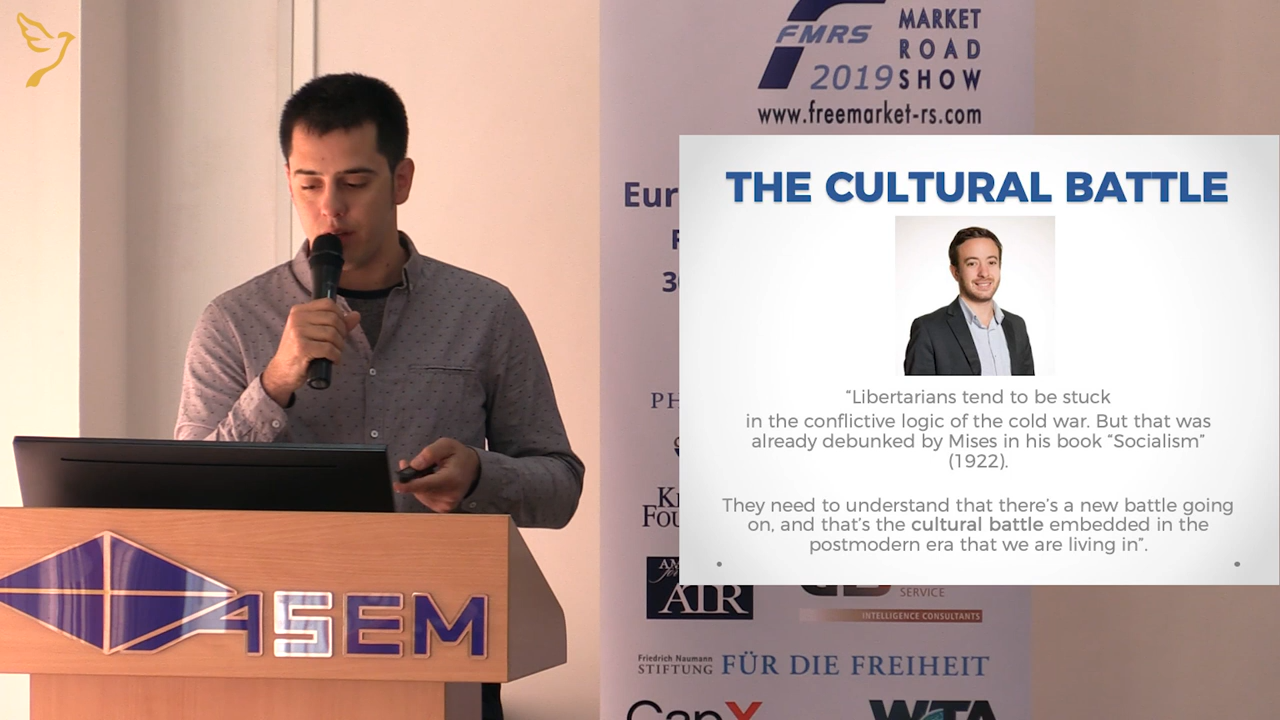 FMRS
MARKET
ROAD
2019 SHOW
www.freemarket-rs.com
THE CULTURAL BATTLE
“Libertarians tend to be stuck
in the conflictive logic of the cold war. But that was
already debunked by Mises in his book “Socialism”
(1922).
They need to understand that there’s a new battle going
on, and that’s the cultural battle embedded in the
postmodern era that we are living in”.
Eur
PH
AIR
SERVICE
INTELLIGENCE CONSULTANTS
ASEM
Friedrich Naumann
STIFTUNG FÜR DIE FREIHEIT
CapX